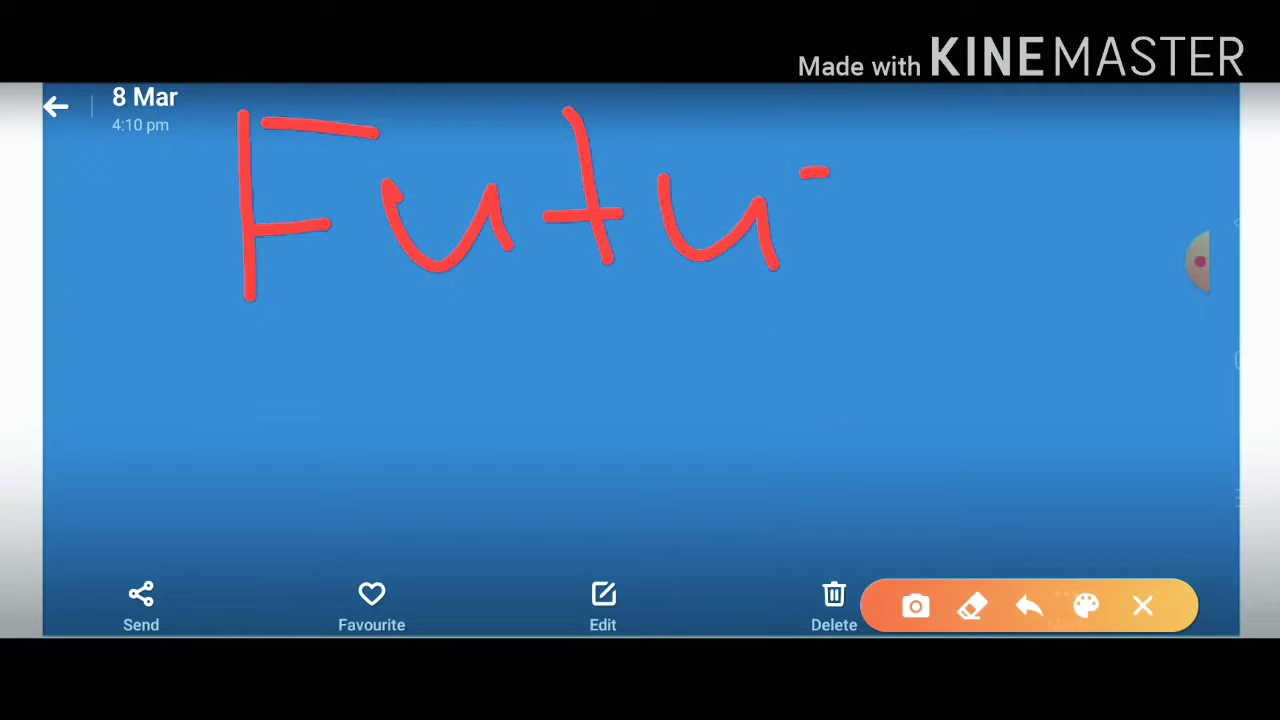 Made with KINEMASTER
8 Mar
4:10 pm
Futu-
Send Favourite Edit Delete